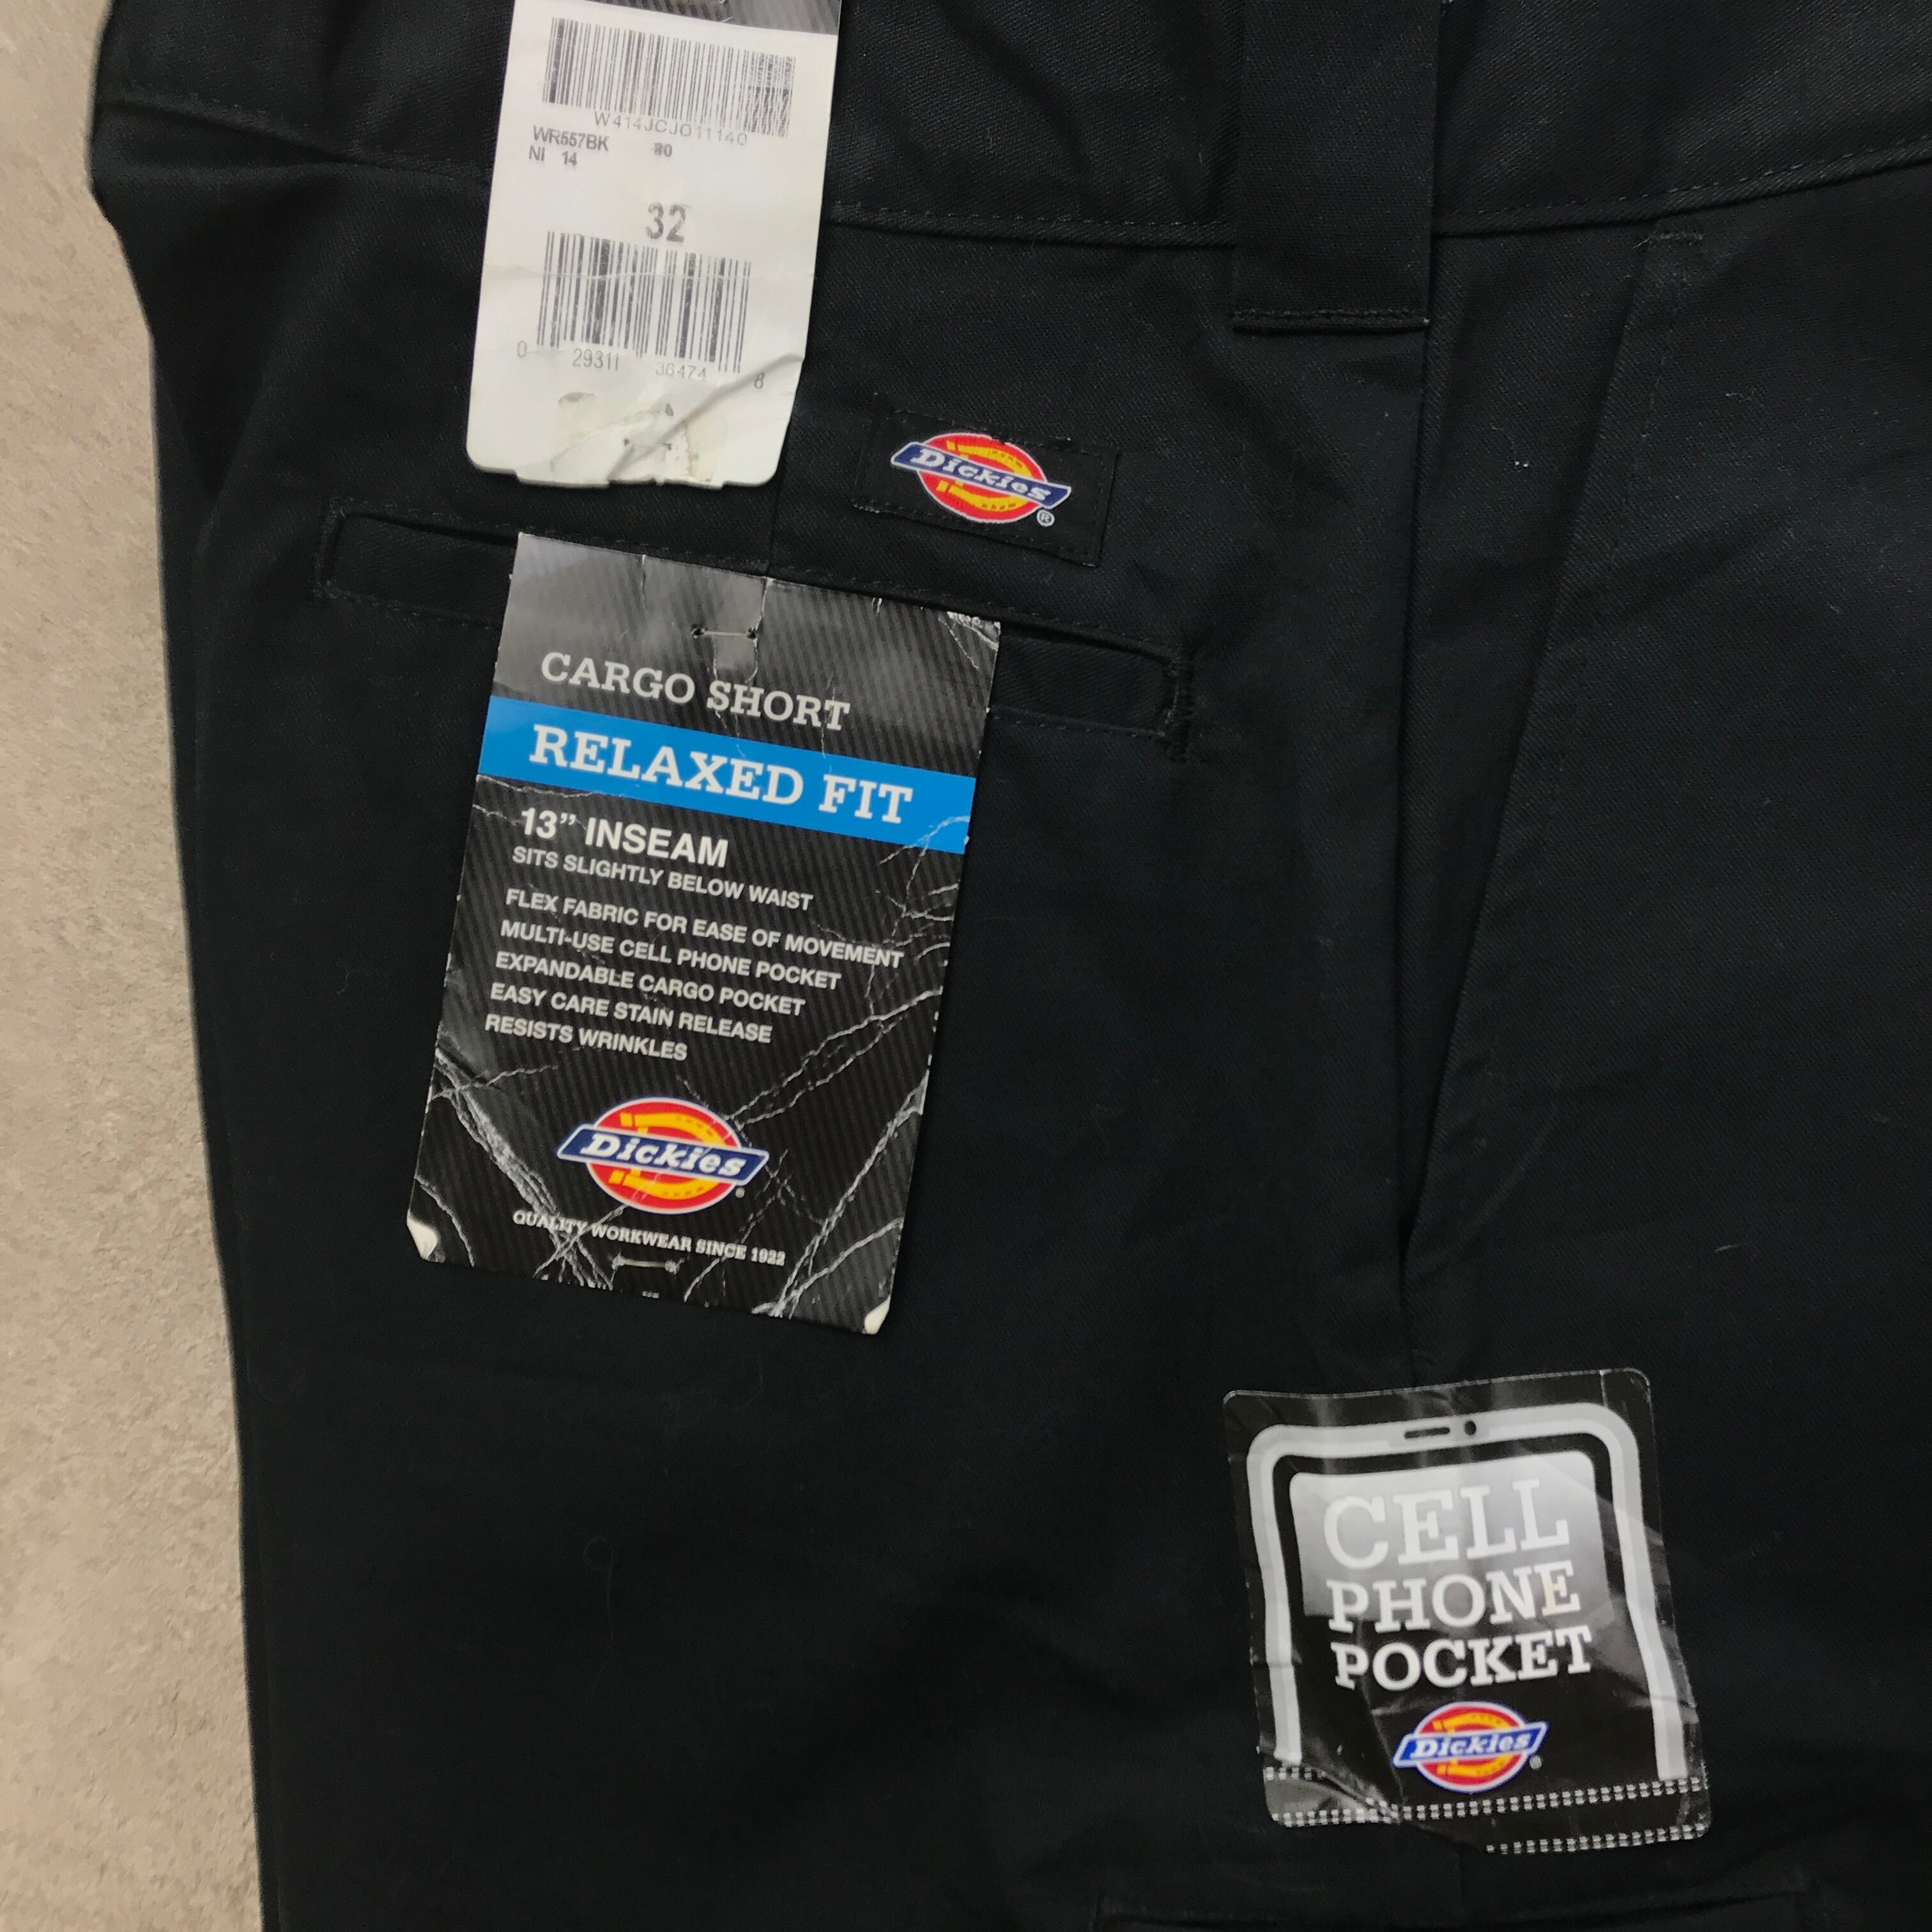 W414JCJ011140
WR557BK
NI 14
32
0 29311 36474 8
Dickies®
CARGO SHORT
RELAXED FIT
13” INSEAM
SITS SLIGHTLY BELOW WAIST
FLEX FABRIC FOR EASE OF MOVEMENT
MULTI-USE CELL PHONE POCKET
EXPANDABLE CARGO POCKET
EASY CARE STAIN RELEASE
RESISTS WRINKLES
Dickies
QUALITY WORKWEAR SINCE 1922
CELL
PHONE
POCKET
Dickies